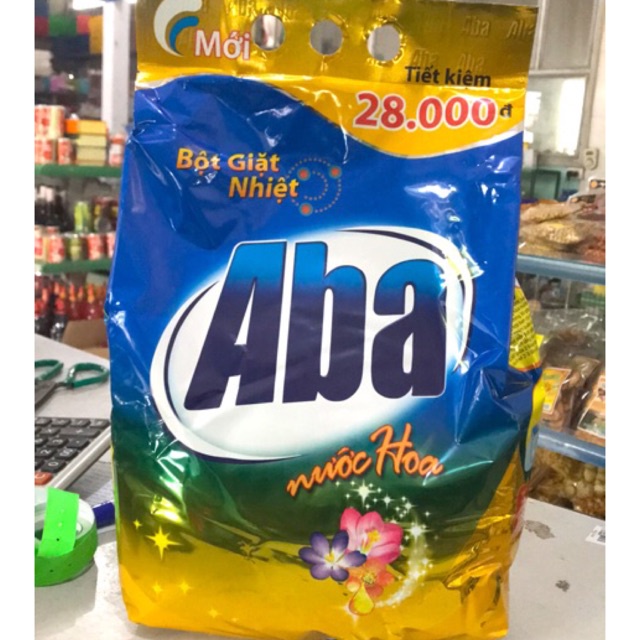 Mới
Tiết kiệm
28.000đ
Bột Giặt
Nhiệt
Aba
nước Hoa